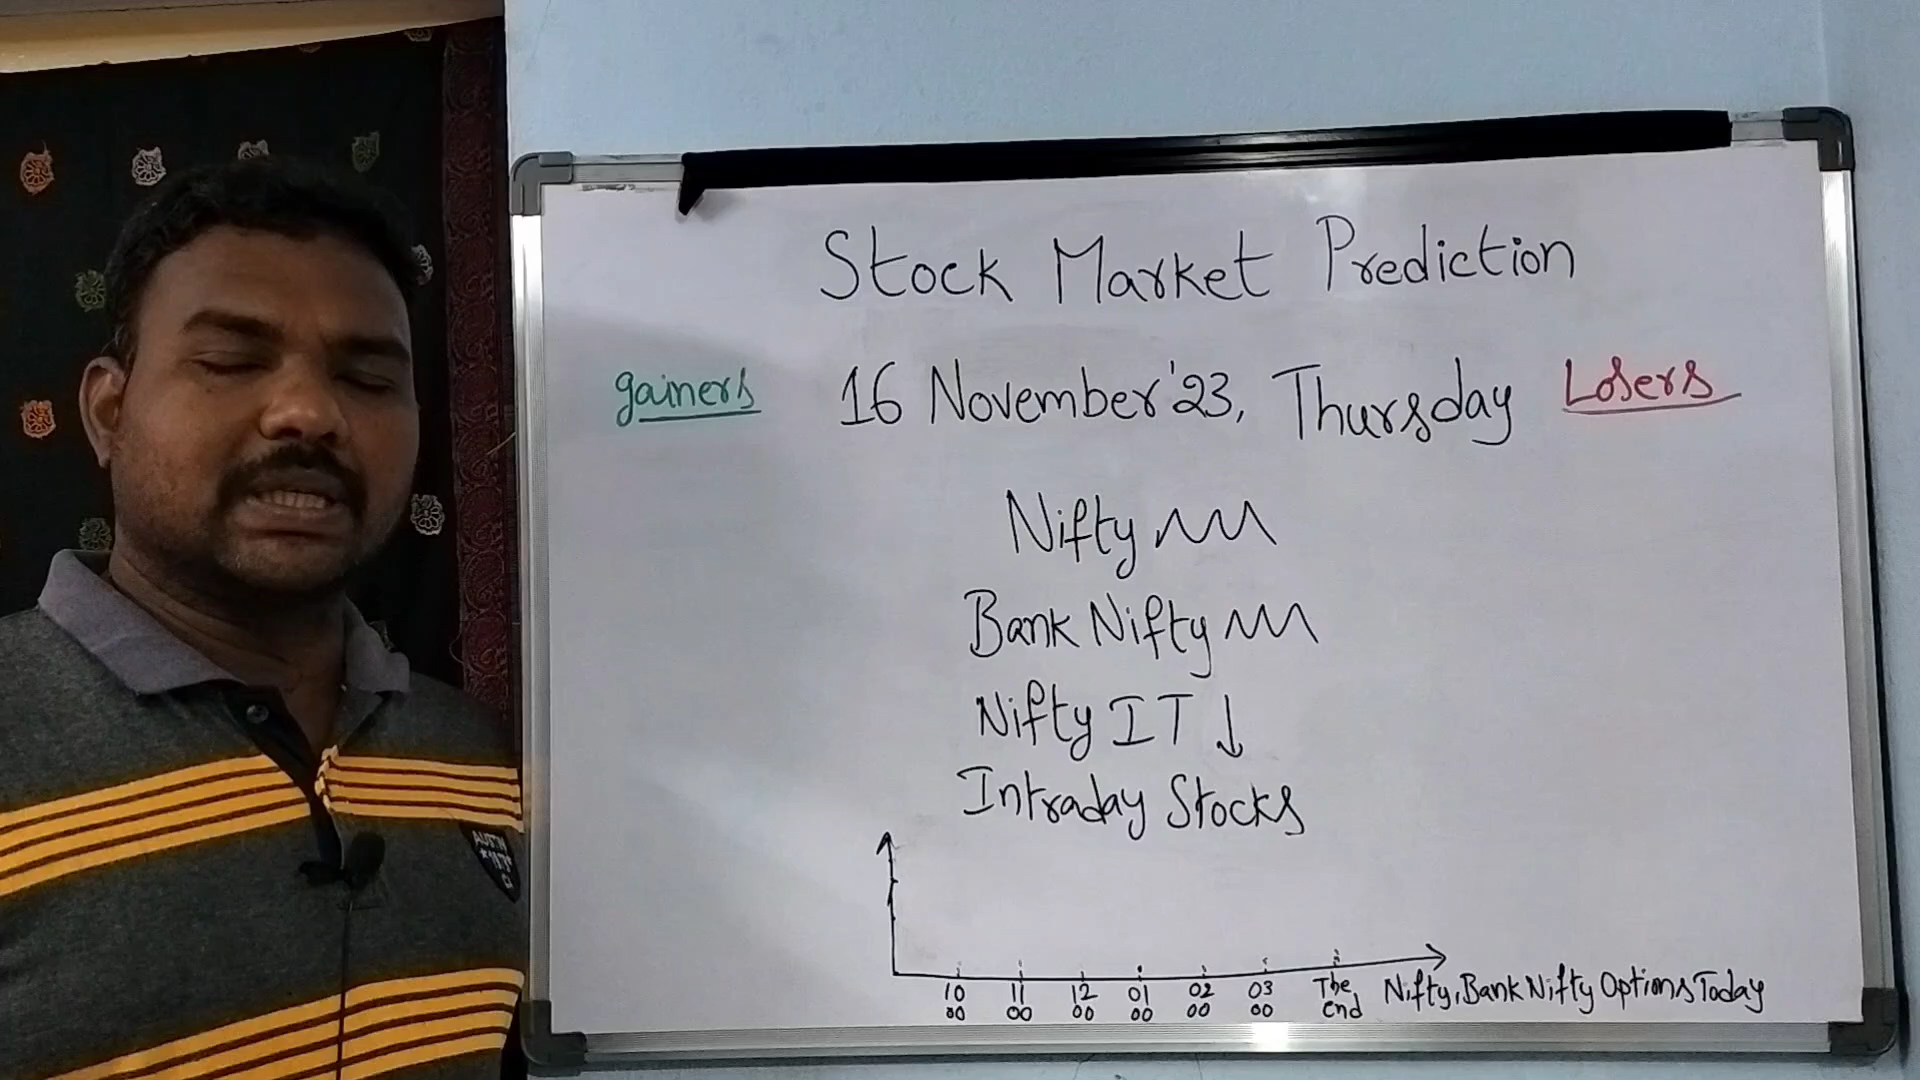 Stock Market Prediction
gainers 16 November'23, Thursday Losers
Nifty
Bank Nifty
Nifty IT ↓
Intraday Stocks
10 11 12 01 02 03 The
00 00 00 00 00 00 end
Nifty, Bank Nifty Options Today